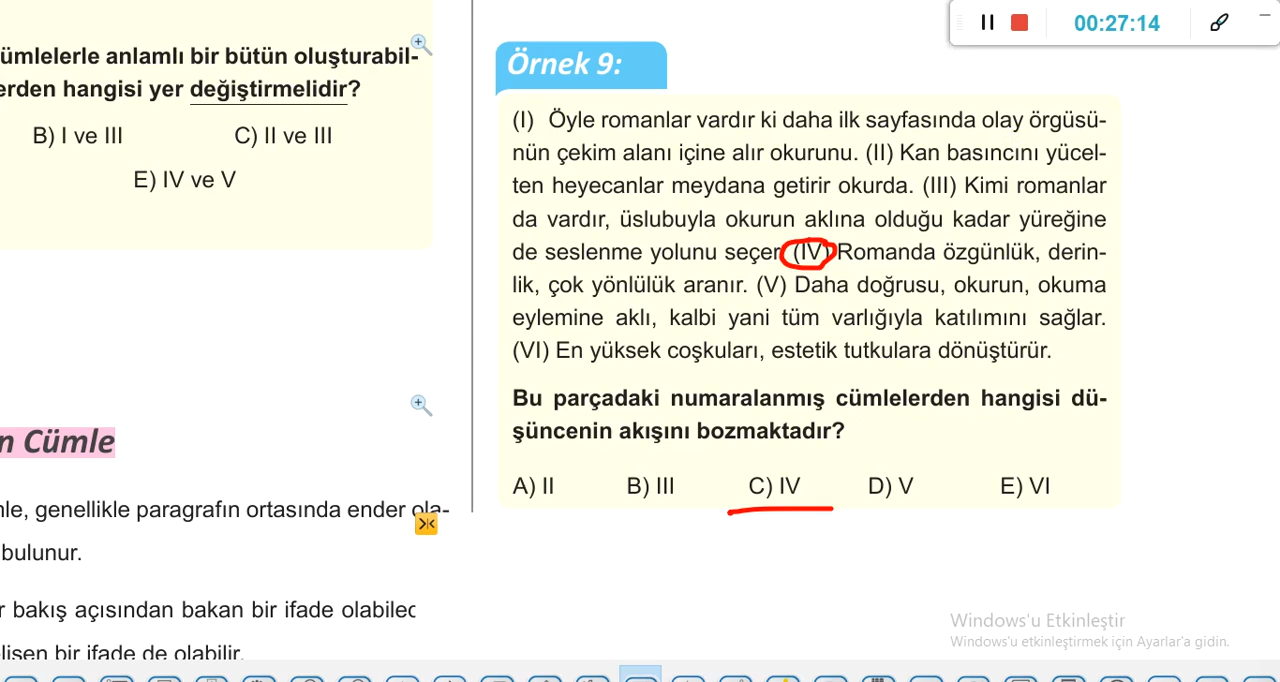 00:27:14
ümlelerle anlamlı bir bütün oluşturabil-
erden hangisi yer değiştirmelidir?
B) I ve III C) II ve III
E) IV ve V
n Cümle
le, genellikle paragrafın ortasında ender ola-
bulunur.
r bakış açısından bakan bir ifade olabilec
lişen bir ifade de olabilir.
Örnek 9:
(I) Öyle romanlar vardır ki daha ilk sayfasında olay örgüsü-
nün çekim alanı içine alır okurunu. (II) Kan basıncını yücel-
ten heyecanlar meydana getirir okurda. (III) Kimi romanlar
da vardır, üslubuyla okurun aklına olduğu kadar yüreğine
de seslenme yolunu seçer (IV) Romanda özgünlük, derin-
lik, çok yönlülük aranır. (V) Daha doğrusu, okurun, okuma
eylemine aklı, kalbi yani tüm varlığıyla katılımını sağlar.
(VI) En yüksek coşkuları, estetik tutkulara dönüştürür.
Bu parçadaki numaralanmış cümlelerden hangisi dü-
şüncenin akışını bozmaktadır?
A) II B) III C) IV D) V E) VI
Windows'u Etkinleştir
Windows'u etkinleştirmek için Ayarlar'a gidin.